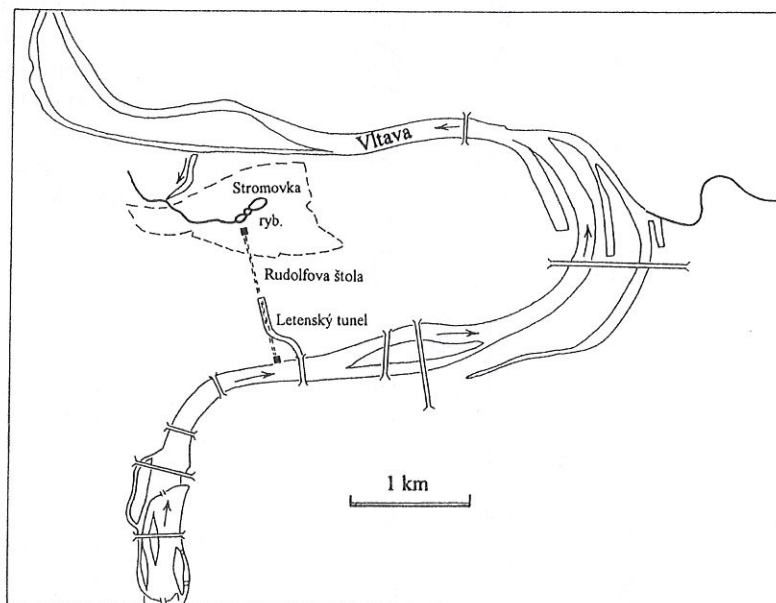 Vltava
Stromovka
ryb.
Rudolfova štola
Letenský tunel
1 km